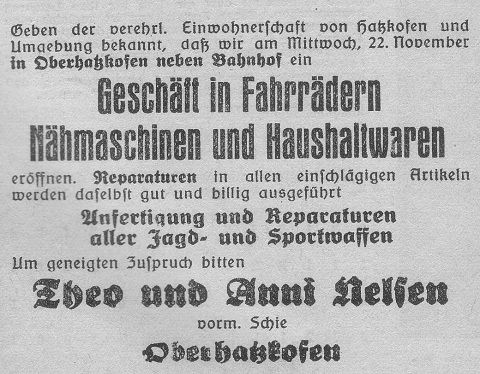 Geben der verehrl. Einwohnerschaft von Hatzkofen und
Umgebung bekannt, daß wir am Mittwoch, 22. November
in Oberhatzkofen neben Bahnhof ein
Geschäft in Fahrrädern
Nähmaschinen und Haushaltwaren
eröffnen. Reparaturen in allen einschlägigen Artikeln
werden daselbst gut und billig ausgeführt
Anfertigung und Reparaturen
aller Jagd- und Sportwaffen
Um geneigten Zuspruch bitten
Theo und Anni Nelsen
vorm. Schie
Oberhatzkofen